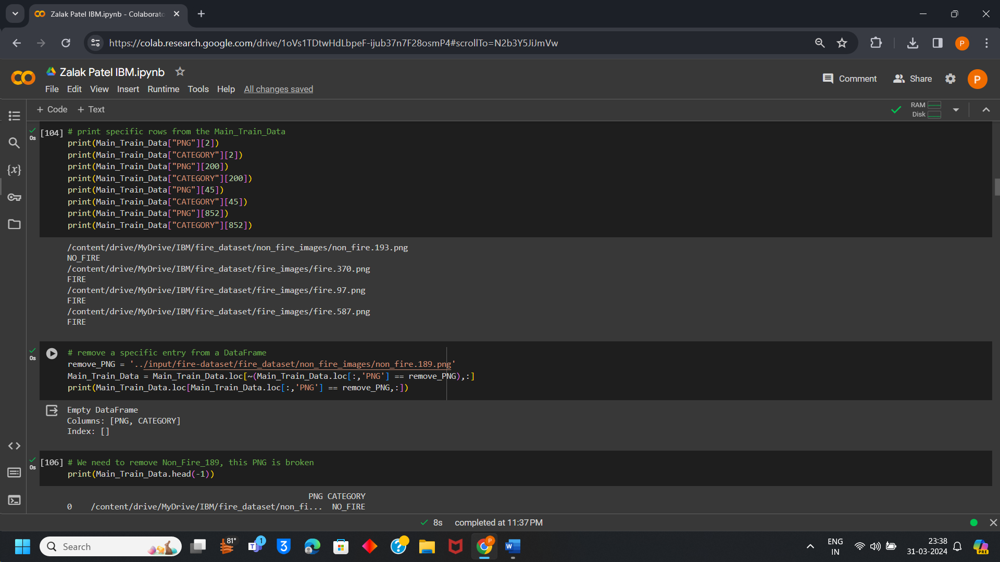 Zalak Patel IBM.ipynb - Colaborato
https://colab.research.google.com/drive/1oVs1TDtwHdLbpeF-ijub37n7F28osmP4#scrollTo=N2b3Y5JiJmVw
P
Zalak Patel IBM.ipynb
Comment
Share
P
File Edit View Insert Runtime Tools Help All changes saved
+ Code + Text
RAM
Disk
0s
[104] # print specific rows from the Main_Train_Data
print(Main_Train_Data["PNG"][2])
print(Main_Train_Data["CATEGORY"][2])
print(Main_Train_Data["PNG"][200])
print(Main_Train_Data["CATEGORY"][200])
print(Main_Train_Data["PNG"][45])
print(Main_Train_Data["CATEGORY"][45])
print(Main_Train_Data["PNG"][852])
print(Main_Train_Data["CATEGORY"][852])
/content/drive/MyDrive/IBM/fire_dataset/non_fire_images/non_fire.193.png
NO_FIRE
/content/drive/MyDrive/IBM/fire_dataset/fire_images/fire.370.png
FIRE
/content/drive/MyDrive/IBM/fire_dataset/fire_images/fire.97.png
FIRE
/content/drive/MyDrive/IBM/fire_dataset/fire_images/fire.587.png
FIRE
0s
# remove a specific entry from a DataFrame
remove_PNG = '../input/fire-dataset/fire_dataset/non_fire_images/non_fire.189.png'
Main_Train_Data = Main_Train_Data.loc[~(Main_Train_Data.loc[:,'PNG'] == remove_PNG),:]
print(Main_Train_Data.loc[Main_Train_Data.loc[:,'PNG'] == remove_PNG,:])
Empty DataFrame
Columns: [PNG, CATEGORY]
Index: []
0s
[106] # We need to remove Non_Fire_189, this PNG is broken
print(Main_Train_Data.head(-1))
PNG CATEGORY
0 /content/drive/MyDrive/IBM/fire_dataset/non_fi... NO_FIRE
8s completed at 11:37 PM
Search
81°
1
ENG
IN
23:38
31-03-2024
PRE